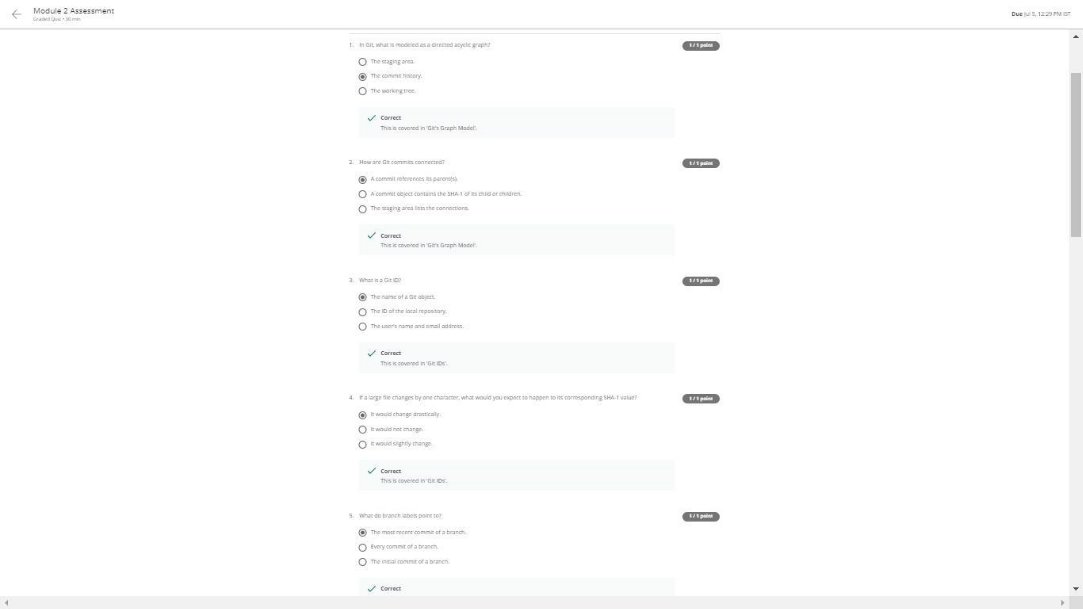 Module 2 Assessment
Graded Quiz • 30 min
Due Jul 5, 12:29 PM IST
1. In Git, what is modeled as a directed acyclic graph?
1 / 1 point
The staging area.
The commit history.
The working tree.
Correct
This is covered in 'Git's Graph Model'.
2. How are Git commits connected?
1 / 1 point
A commit references its parent(s).
A commit object contains the SHA-1 of its child or children.
The staging area lists the connections.
Correct
This is covered in 'Git's Graph Model'.
3. What is a Git ID?
1 / 1 point
The name of a Git object.
The ID of the local repository.
The user's name and email address.
Correct
This is covered in 'Git IDs'.
4. If a large file changes by one character, what would you expect to happen to its corresponding SHA-1 value?
1 / 1 point
It would change drastically.
It would not change.
It would slightly change.
Correct
This is covered in 'Git IDs'.
5. What do branch labels point to?
1 / 1 point
The most recent commit of a branch.
Every commit of a branch.
The initial commit of a branch.
Correct